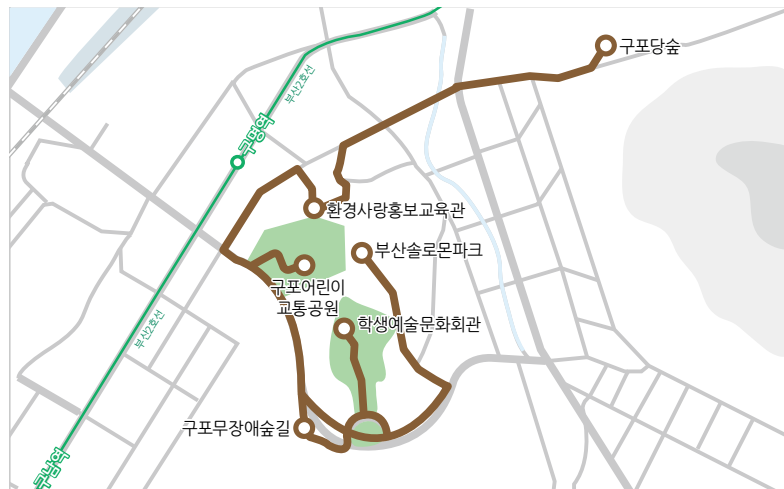 구포당숲
부산2호선
구명역
환경사랑홍보교육관
부산솔로몬파크
구포어린이
교통공원
학생예술문화회관
부산2호선
구포무장애숲길
구남역